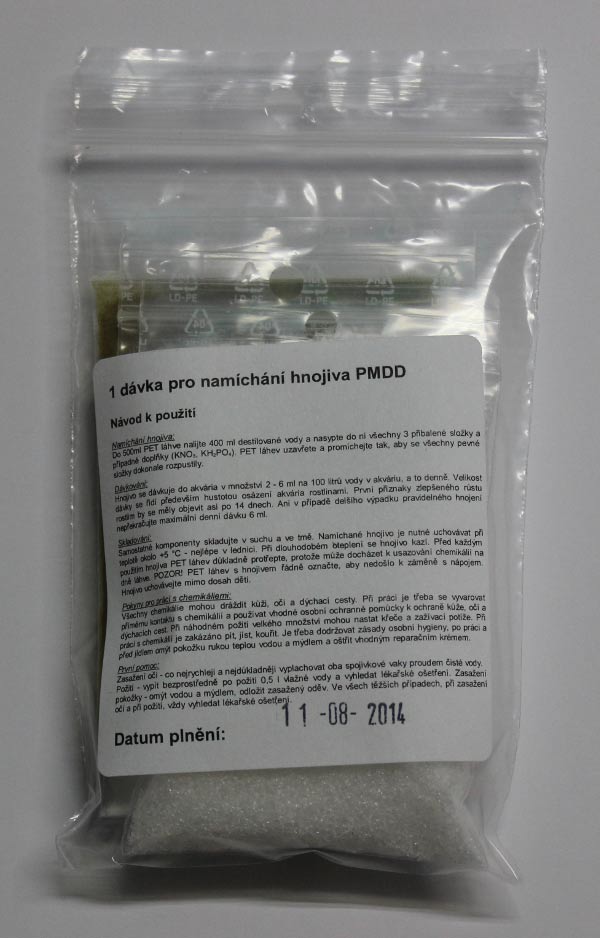 LD-PE
LD-PE
LD-PE
04
1 dávka pro namíchání hnojiva PMDD
Návod k použití
Namíchání hnojiva:
Do 500ml PET láhve nalijte 400 ml destilované vody a nasypte do ní všechny 3 přibalené složky a
případné doplňky (KNO₃, KH₂PO₄). PET láhev uzavřete a promíchejte tak, aby se všechny pevné
složky dokonale rozpustily.
Dávkování:
Hnojivo se dávkuje do akvária v množství 2 - 6 ml na 100 litrů vody v akváriu, a to denně. Velikost
dávky se řídí především hustotou osázení akvária rostlinami. První příznaky zlepšeného růstu
rostlin by se měly objevit asi po 14 dnech. Ani v případě delšího výpadku pravidelného hnojení
nepřekračujte maximální denní dávku 6 ml.
Skladování:
Samostatné komponenty skladujte v suchu a ve tmě. Namíchané hnojivo je nutné uchovávat při
teplotě okolo +5 °C - nejlépe v lednici. Při dlouhodobém oteplení se hnojivo kazí. Před každým
použitím hnojiva PET láhev důkladně protřepte, protože může docházet k usazování chemikálií na
dně láhve. POZOR! PET láhev s hnojivem řádně označte, aby nedošlo k záměně s nápojem.
Hnojivo uchovávejte mimo dosah dětí.
Pokyny pro práci s chemikáliemi:
Všechny chemikálie mohou dráždit kůži, oči a dýchací cesty. Při práci je třeba se vyvarovat
přímému kontaktu s chemikálií a používat vhodné osobní ochranné pomůcky k ochraně kůže, očí a
dýchacích cest. Při náhodném požití velkého množství mohou nastat křeče a zažívací potíže. Při
práci s chemikálií je zakázáno pít, jíst, kouřit. Je třeba dodržovat zásady osobní hygieny, po práci a
před jídlem omýt pokožku rukou teplou vodou a mýdlem a ošetřit vhodným reparačním krémem.
První pomoc:
Zasažení očí - co nejrychleji a nejdůkladněji vyplachovat oba spojivkové vaky proudem čisté vody.
Požití - vypít bezprostředně po požití 0,5 l vlažné vody a vyhledat lékařské ošetření. Zasažení
pokožky - omýt vodou a mýdlem, odložit zasažený oděv. Ve všech těžších případech, při zasažení
očí a při požití, vždy vyhledat lékařské ošetření.
11 -08- 2014
Datum plnění: